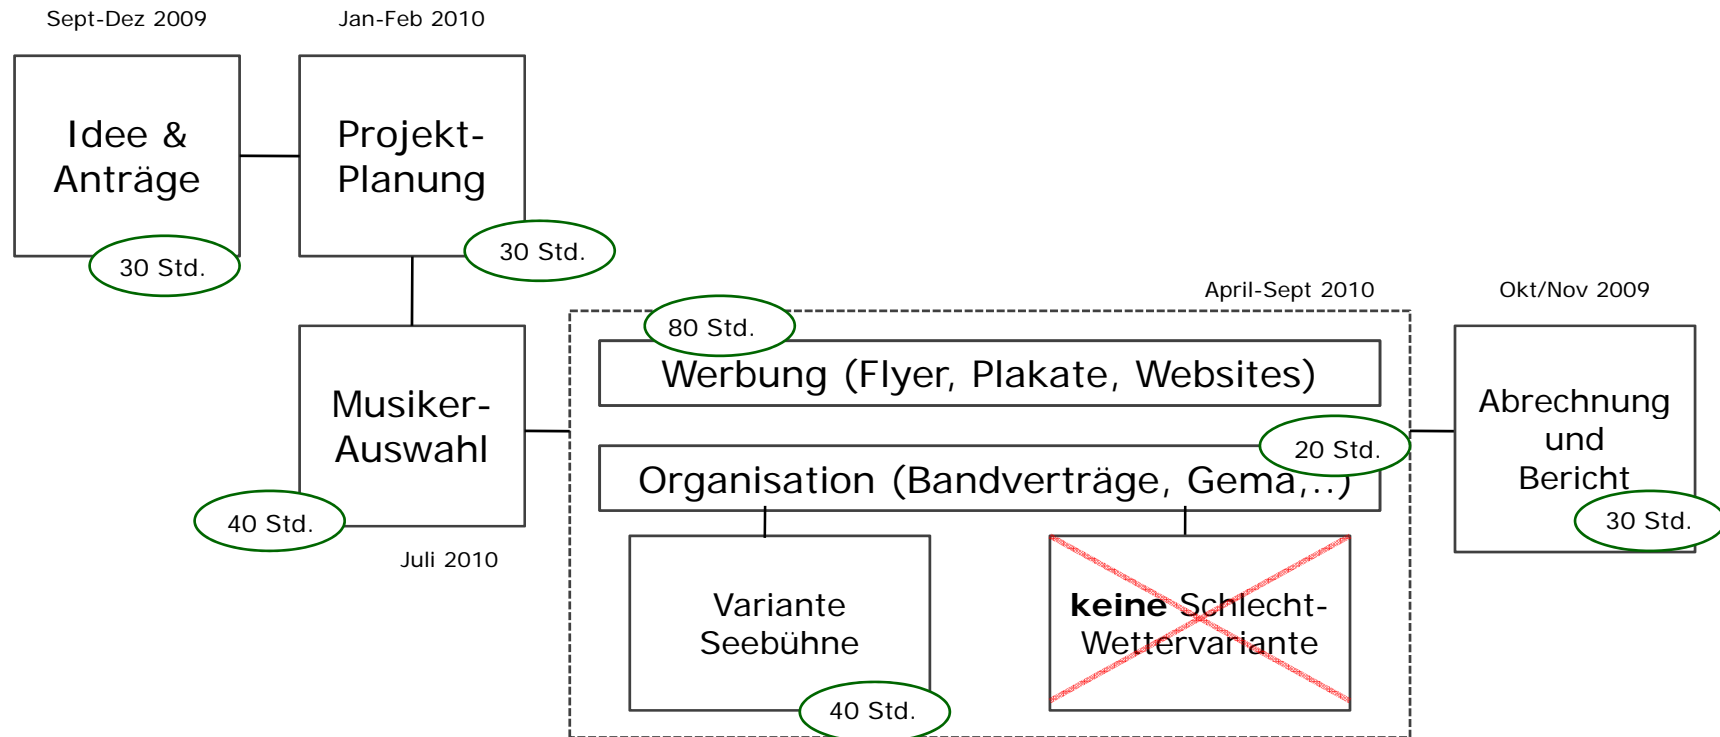 Sept-Dez 2009
Jan-Feb 2010
Idee &
Anträge
30 Std.
Projekt-
Planung
30 Std.
Musiker-
Auswahl
40 Std.
Juli 2010
April-Sept 2010
80 Std.
Werbung (Flyer, Plakate, Websites)
20 Std.
Organisation (Bandverträge, Gema,..)
Variante
Seebühne
40 Std.
keine Schlecht-
Wettervariante
Okt/Nov 2009
Abrechnung
und
Bericht
30 Std.